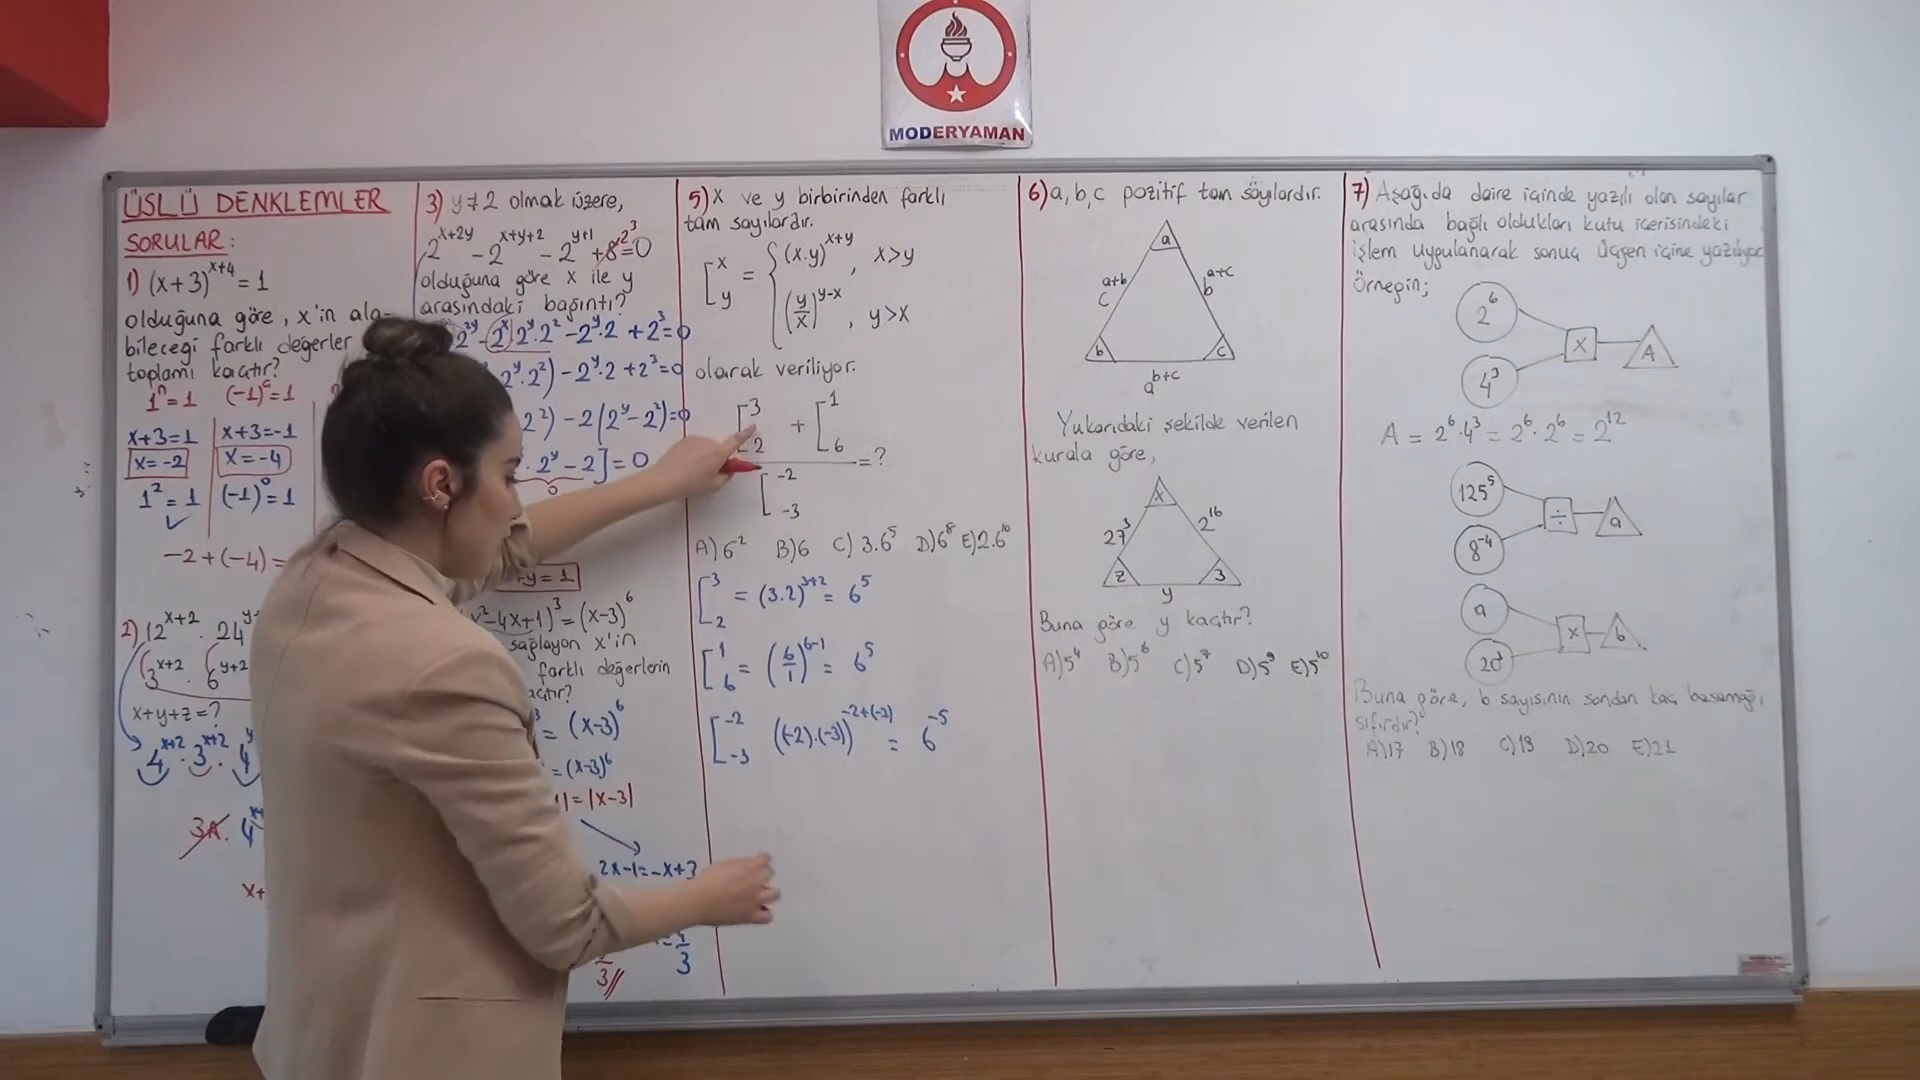 MODERYAMAN
ÜSLÜ DENKLEMLER
SORULAR:
1) (x+3)^{x+4} = 1
olduğuna göre, x'in ala-
bileceği farklı değerler
toplamı kaçtır?
1^n = 1 (-1)^ç = 1
x+3=1 x+3=-1
x=-2 x=-4
1^2 = 1 (-1)^0 = 1
-2+(-4)=
2) 12^{x+2} . 24^y
3^{x+2} . 6^{y+2}
x+y+z=?
4^{x+2} . 3^{x+2} . 4^y
3A . 4
x+
3) y≠2 olmak üzere,
2^{x+2y} - 2^{x+y+2} - 2^{y+1} + 8 = 0
2^3
olduğuna göre x ile y
arasındaki bağıntı?
2^{2y} - 2^x . 2^y . 2^2 - 2^y . 2 + 2^3 = 0
2^y . 2^2) - 2^y . 2 + 2^3 = 0
2^2) - 2(2^y - 2^2) = 0
. 2^y - 2] = 0
0
+y = 1
-4x+1)^3 = (x-3)^6
sağlayan x'in
farklı değerlerin
= (x-3)^6
= (x-3)^6
1| = |x-3|
2x-1=-x+3
3
3
5) x ve y birbirinden farklı
tam sayılardır.
[^x_y = { (x.y)^{x+y} , x>y
(y/x)^{y-x} , y>x
olarak veriliyor.
[^3_2 + [^1_6
=?
[^{-2}_{-3}
A) 6^2 B) 6 C) 3.6^5 D) 6^8 E) 2.6^{10}
[^3_2 = (3.2)^{3+2} = 6^5
[^1_6 = (6/1)^{6-1} = 6^5
[^{-2}_{-3} ((-2).(-3))^{-2+(-3)} = 6^{-5}
6) a, b, c pozitif tam sayılardır.
a
c^{a+b} b^{a+c}
b c
a^{b+c}
Yukarıdaki şekilde verilen
kurala göre,
x
27^3 2^{16}
z 3
y
Buna göre y kaçtır?
A) 5^4 B) 5^6 C) 5^7 D) 5^9 E) 5^{10}
7) Aşağıda daire içinde yazılı olan sayılar
arasında bağlı oldukları kutu içerisindeki
işlem uygulanarak sonuç üçgen içine yazılıyor.
Örneğin;
2^6
x A
4^3
A = 2^6 . 4^3 = 2^6 . 2^6 = 2^{12}
125^5
÷ a
8^{-4}
a
x b
Buna göre, b sayısının sondan kaç basamağı
sıfırdır?
A) 17 B) 18 C) 19 D) 20 E) 21